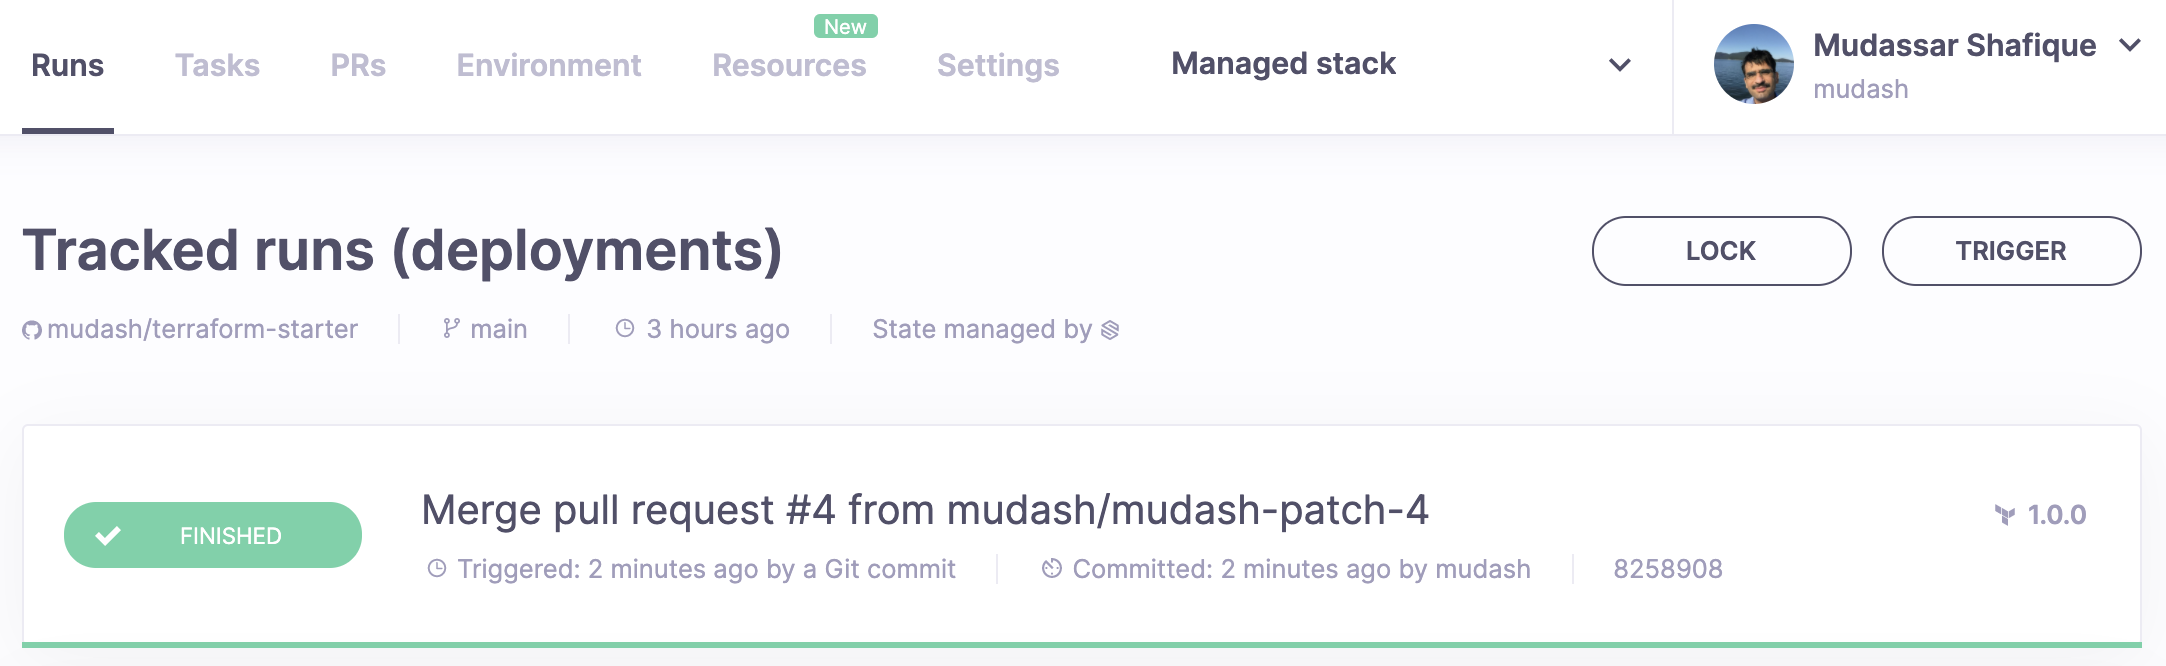 New
Runs Tasks PRs Environment Resources Settings Managed stack Mudassar Shafique
mudash
Tracked runs (deployments) LOCK TRIGGER
mudash/terraform-starter main 3 hours ago State managed by
FINISHED Merge pull request #4 from mudash/mudash-patch-4 1.0.0
Triggered: 2 minutes ago by a Git commit Committed: 2 minutes ago by mudash 8258908